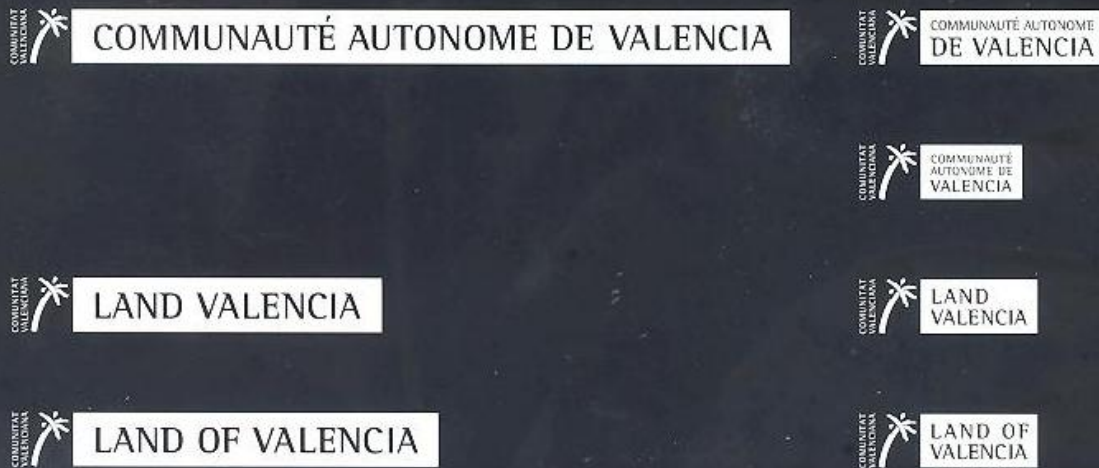 COMUNITAT
VALENCIANA
COMMUNAUTÉ AUTONOME DE VALENCIA
COMUNITAT
VALENCIANA
COMMUNAUTÉ AUTONOME
DE VALENCIA
COMUNITAT
VALENCIANA
COMMUNAUTÉ
AUTONOME DE
VALENCIA
COMUNITAT
VALENCIANA
LAND VALENCIA
COMUNITAT
VALENCIANA
LAND
VALENCIA
COMUNITAT
VALENCIANA
LAND OF VALENCIA
COMUNITAT
VALENCIANA
LAND OF
VALENCIA